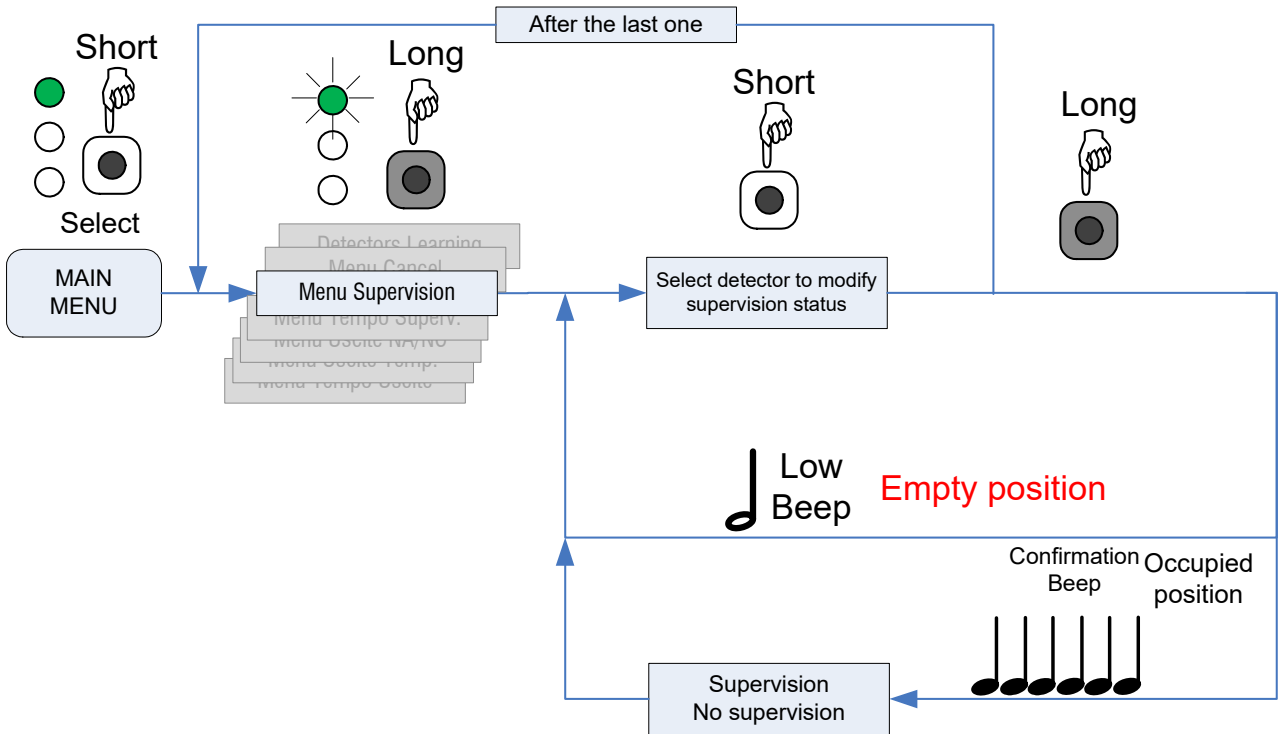 After the last one
Short
Long
Short
Long
Select
MAIN
MENU
Detectors Learning
Menu Cancel
Menu Supervision
Menu Tempo Superv.
Menu Uscite NA/NC
Menu Uscite Temp.
Menu Tempo Uscite
Select detector to modify
supervision status
Low
Beep
Empty position
Confirmation
Beep
Occupied
position
Supervision
No supervision